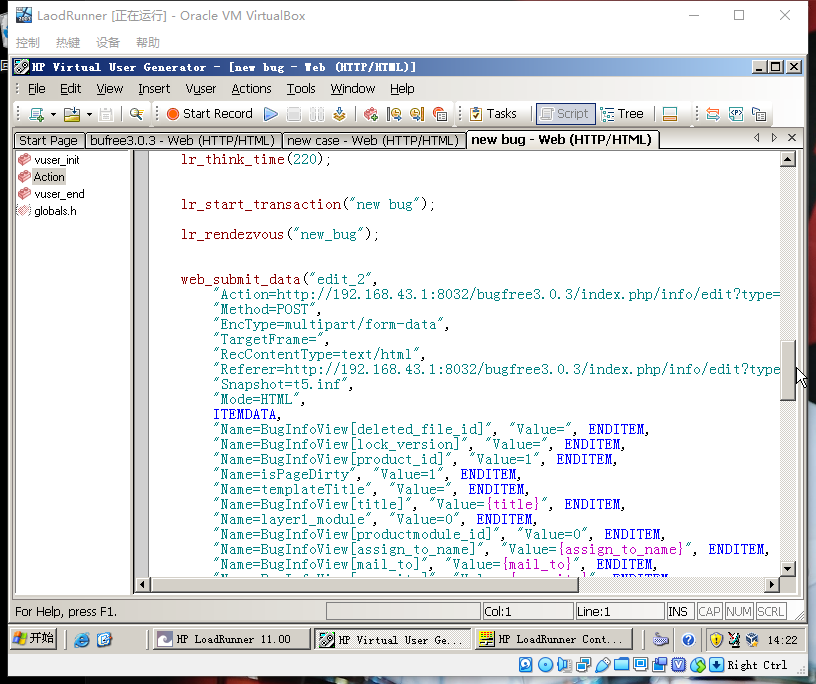 LaodRunner [正在运行] - Oracle VM VirtualBox
控制 热键 设备 帮助
HP Virtual User Generator - [new bug - Web (HTTP/HTML)]
File Edit View Insert Vuser Actions Tools Window Help
Start Record Tasks Script Tree
Start Page bufree3.0.3 - Web (HTTP/HTML) new case - Web (HTTP/HTML) new bug - Web (HTTP/HTML)
vuser_init
Action
vuser_end
globals.h
lr_think_time(220);
lr_start_transaction("new bug");
lr_rendezvous("new_bug");
web_submit_data("edit_2",
"Action=http://192.168.43.1:8032/bugfree3.0.3/index.php/info/edit?type=
"Method=POST",
"EncType=multipart/form-data",
"TargetFrame=",
"RecContentType=text/html",
"Referer=http://192.168.43.1:8032/bugfree3.0.3/index.php/info/edit?type
"Snapshot=t5.inf",
"Mode=HTML",
ITEMDATA,
"Name=BugInfoView[deleted_file_id]", "Value=", ENDITEM,
"Name=BugInfoView[lock_version]", "Value=", ENDITEM,
"Name=BugInfoView[product_id]", "Value=1", ENDITEM,
"Name=isPageDirty", "Value=1", ENDITEM,
"Name=templateTitle", "Value=", ENDITEM,
"Name=BugInfoView[title]", "Value={title}", ENDITEM,
"Name=layer1_module", "Value=0", ENDITEM,
"Name=BugInfoView[productmodule_id]", "Value=0", ENDITEM,
"Name=BugInfoView[assign_to_name]", "Value={assign_to_name}", ENDITEM,
"Name=BugInfoView[mail_to]", "Value={mail_to}", ENDITEM,
For Help, press F1. Col:1 Line:1 INS CAP NUM SCRL
开始 HP LoadRunner 11.00 HP Virtual User Ge... HP LoadRunner Cont... 14:22
Right Ctrl